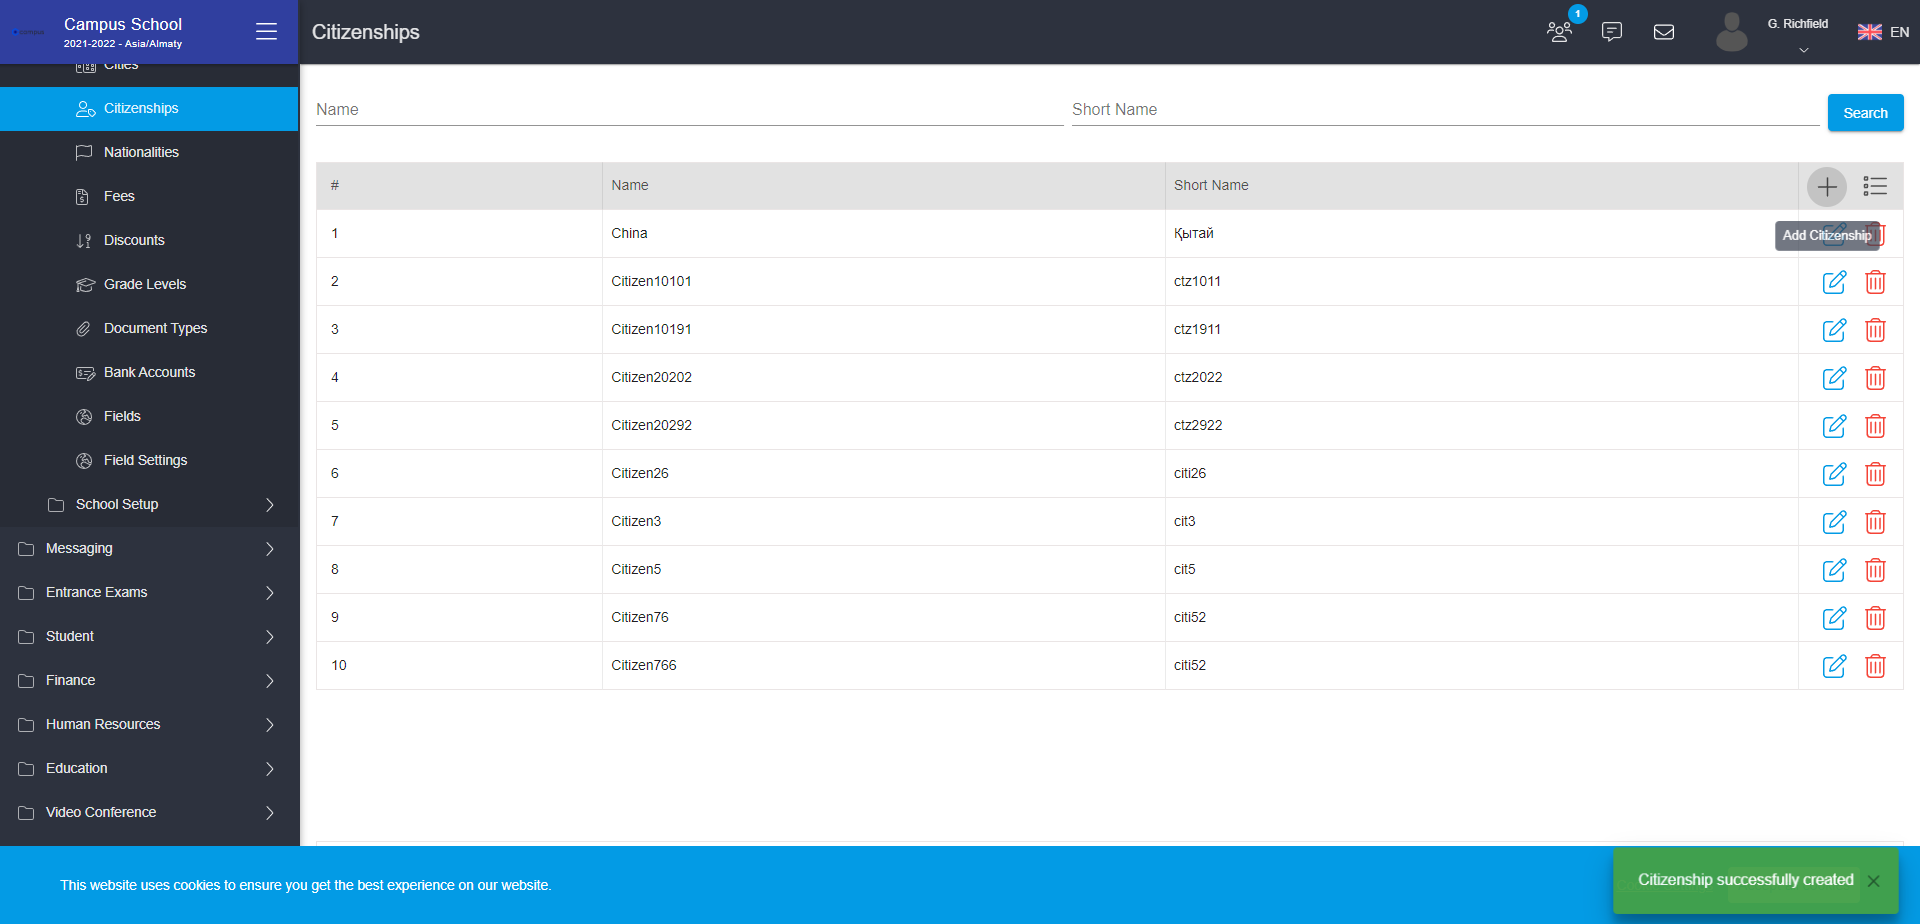 Campus School
2021-2022 - Asia/Almaty
Citizenships
1
G. Richfield
EN
Cities
Citizenships
Nationalities
Fees
Discounts
Grade Levels
Document Types
Bank Accounts
Fields
Field Settings
School Setup
Messaging
Entrance Exams
Student
Finance
Human Resources
Education
Video Conference
Name Short Name Search
# Name Short Name
1 China Қытай
Add Citizenship
2 Citizen10101 ctz1011
3 Citizen10191 ctz1911
4 Citizen20202 ctz2022
5 Citizen20292 ctz2922
6 Citizen26 citi26
7 Citizen3 cit3
8 Citizen5 cit5
9 Citizen76 citi52
10 Citizen766 citi52
This website uses cookies to ensure you get the best experience on our website.
Citizenship successfully created